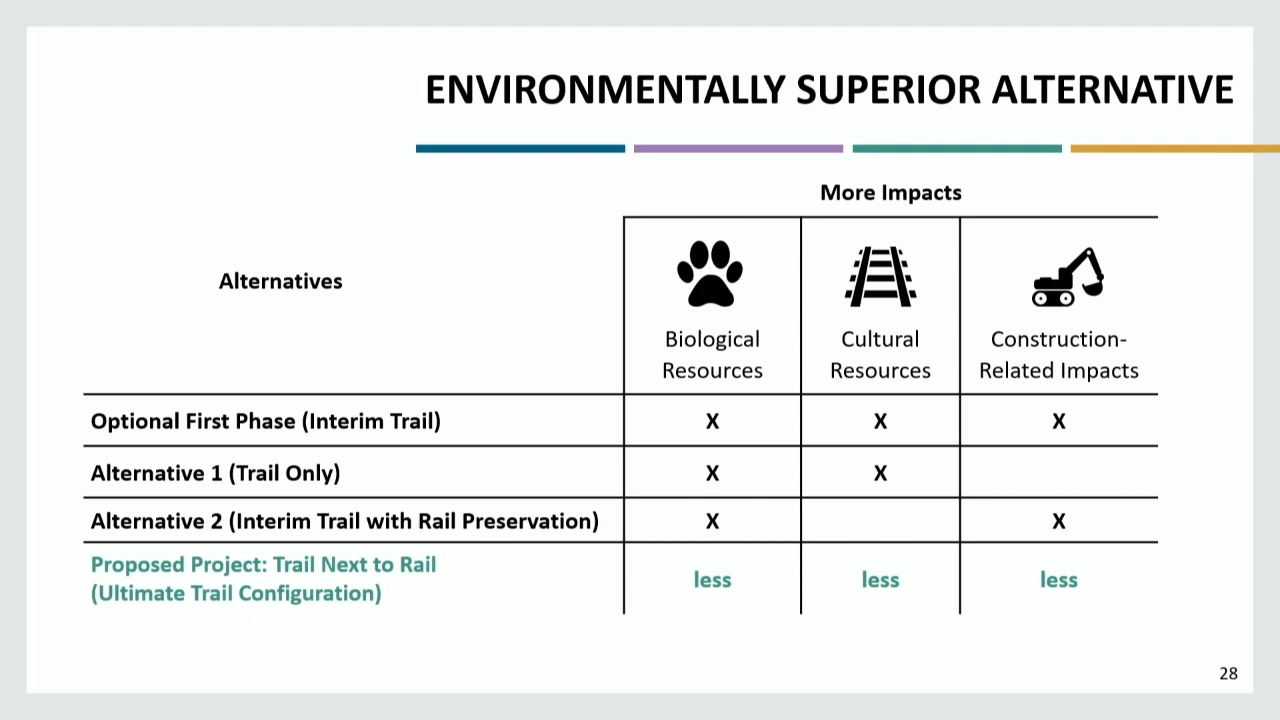 ENVIRONMENTALLY SUPERIOR ALTERNATIVE
More Impacts
Alternatives
Biological
Resources
Cultural
Resources
Construction-
Related Impacts
Optional First Phase (Interim Trail) X X X
Alternative 1 (Trail Only) X X
Alternative 2 (Interim Trail with Rail Preservation) X X
Proposed Project: Trail Next to Rail
(Ultimate Trail Configuration)
less less less
28